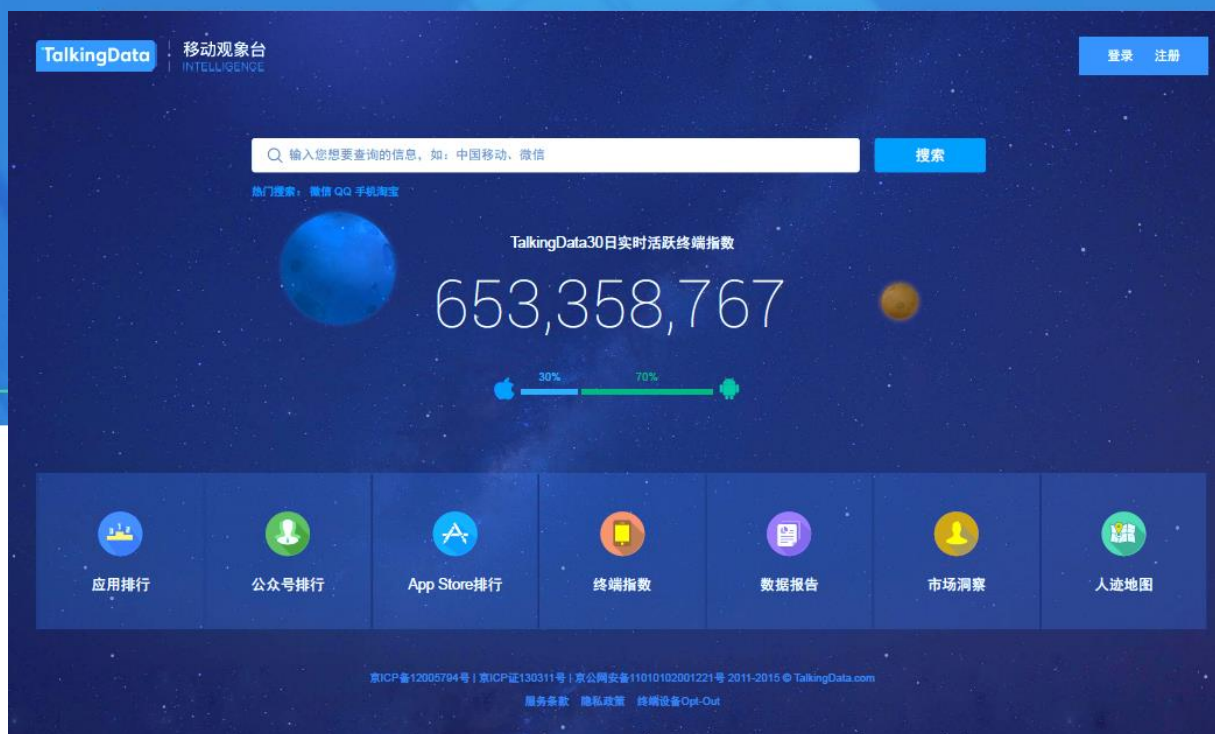 TalkingData
移动观象台
INTELLIGENCE
登录 注册
输入您想要查询的信息，如：中国移动、微信
搜索
热门搜索： 微信 QQ 手机淘宝
TalkingData30日实时活跃终端指数
653,358,767
30% 70%
应用排行
公众号排行
App Store排行
终端指数
数据报告
市场洞察
人迹地图
京ICP备12005794号 | 京ICP证130311号 | 京公网安备11010102001221号 2011-2015 © TalkingData.com
服务条款 隐私政策 终端设备Opt-Out